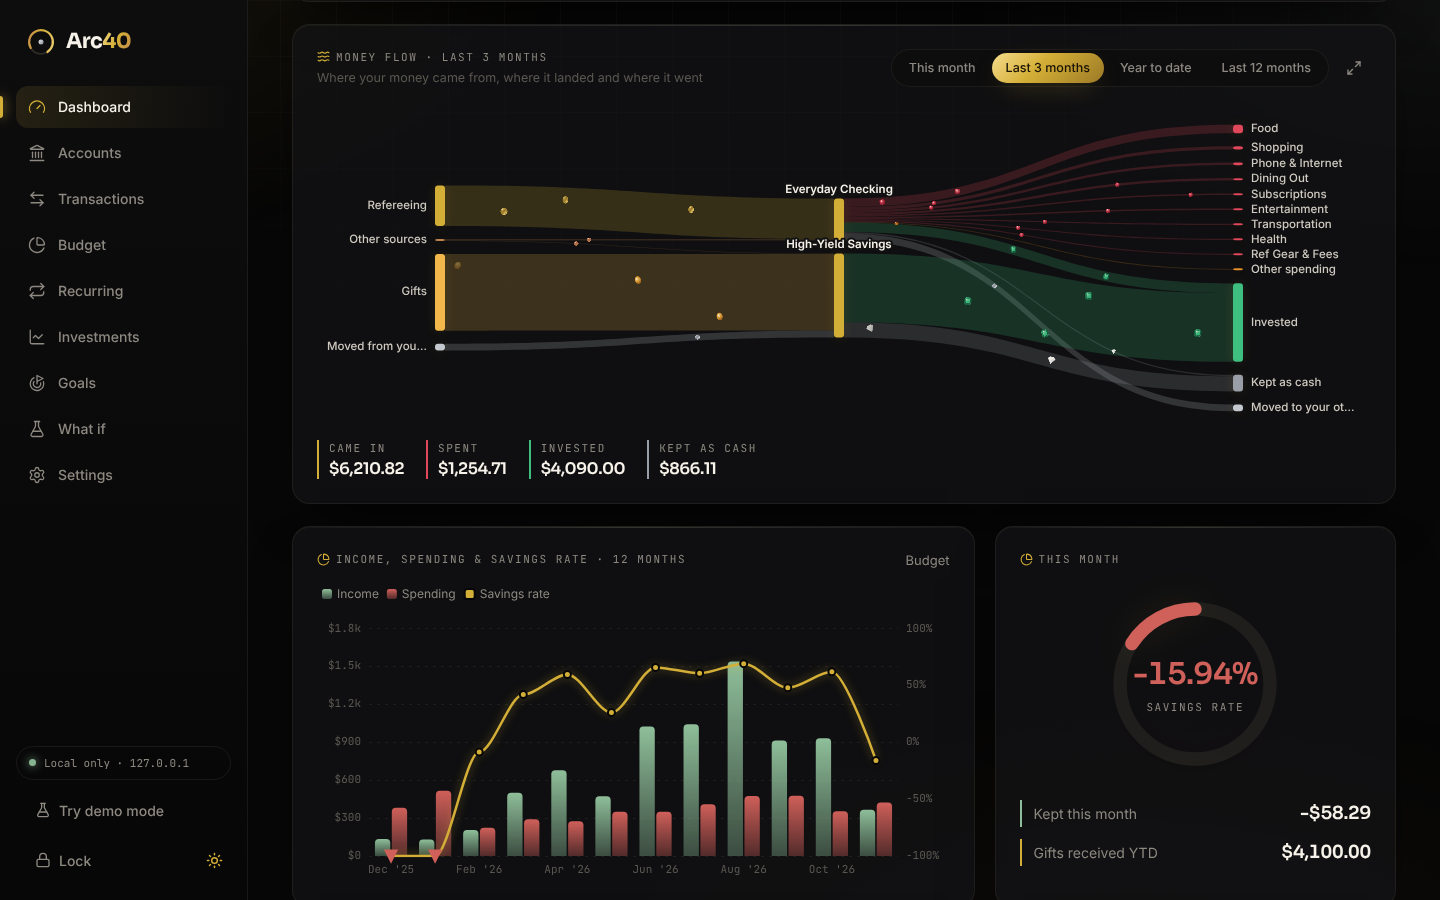 Arc40
Dashboard
Accounts
Transactions
Budget
Recurring
Investments
Goals
What if
Settings
Local only · 127.0.0.1
Try demo mode
Lock
MONEY FLOW · LAST 3 MONTHS
Where your money came from, where it landed and where it went
This month
Last 3 months
Year to date
Last 12 months
Refereeing
Other sources
Gifts
Moved from you...
Everyday Checking
High-Yield Savings
Food
Shopping
Phone & Internet
Dining Out
Subscriptions
Entertainment
Transportation
Health
Ref Gear & Fees
Other spending
Invested
Kept as cash
Moved to your ot...
CAME IN
$6,210.82
SPENT
$1,254.71
INVESTED
$4,090.00
KEPT AS CASH
$866.11
INCOME, SPENDING & SAVINGS RATE · 12 MONTHS
Budget
Income
Spending
Savings rate
$1.8k
$1.5k
$1.2k
$900
$600
$300
$0
100%
50%
0%
-50%
-100%
Dec '25
Feb '26
Apr '26
Jun '26
Aug '26
Oct '26
THIS MONTH
-15.94%
SAVINGS RATE
Kept this month
-$58.29
Gifts received YTD
$4,100.00